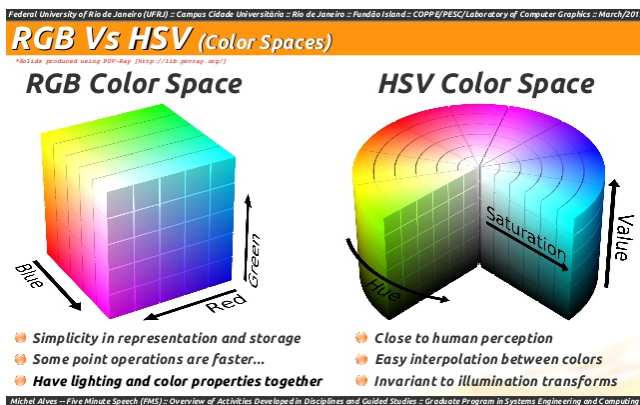 Federal University of Rio de Janeiro (UFRJ) :: Campus Cidade Universitária :: Rio de Janeiro :: Fundão Island :: COPPE/PESC/Laboratory of Computer Graphics :: March/201
RGB Vs HSV (Color Spaces)
*Solids produced using POV-Ray [http://lib.povray.org/]
RGB Color Space
HSV Color Space
Blue
Red
Green
Hue
Saturation
Value
Simplicity in representation and storage
Some point operations are faster...
Have lighting and color properties together
Close to human perception
Easy interpolation between colors
Invariant to illumination transforms
Michel Alves -- Five Minute Speech (FMS) :: Overview of Activities Developed in Disciplines and Guided Studies :: Graduate Program in Systems Engineering and Computing